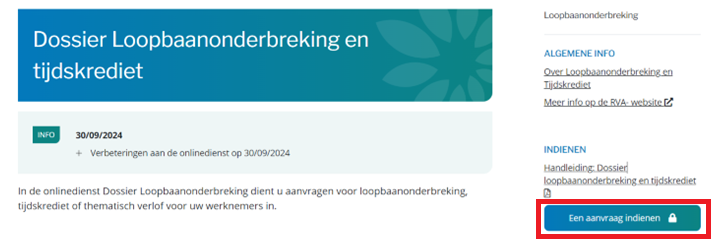 Dossier Loopbaanonderbreking en
tijdskrediet
INFO
30/09/2024
+ Verbeteringen aan de onlinedienst op 30/09/2024
In de onlinedienst Dossier Loopbaanonderbreking dient u aanvragen voor loopbaanonderbreking,
tijdskrediet of thematisch verlof voor uw werknemers in.
Loopbaanonderbreking
ALGEMENE INFO
Over Loopbaanonderbreking en
Tijdskrediet
Meer info op de RVA- website
INDIENEN
Handleiding: Dossier
loopbaanonderbreking en tijdskrediet
Een aanvraag indienen